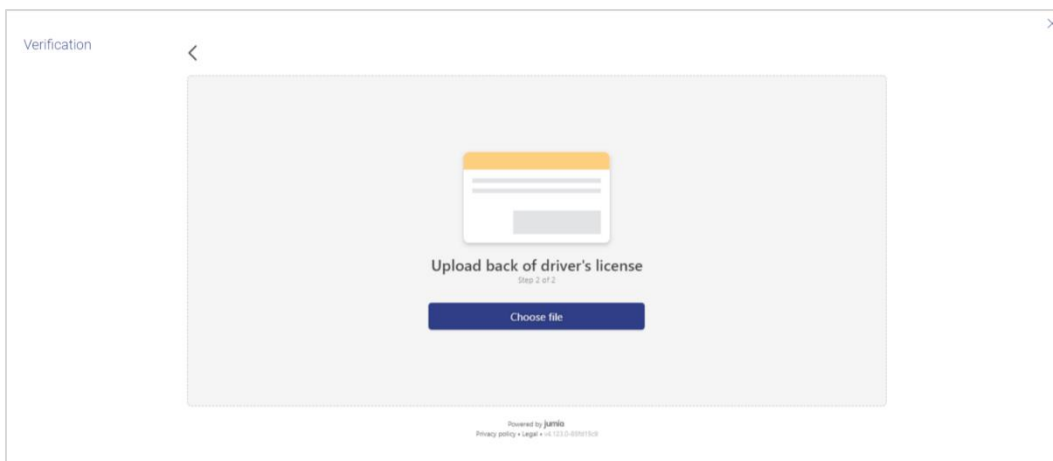 Verification
Upload back of driver's license
Step 2 of 2
Choose file
Powered by jumio
Privacy policy • Legal •